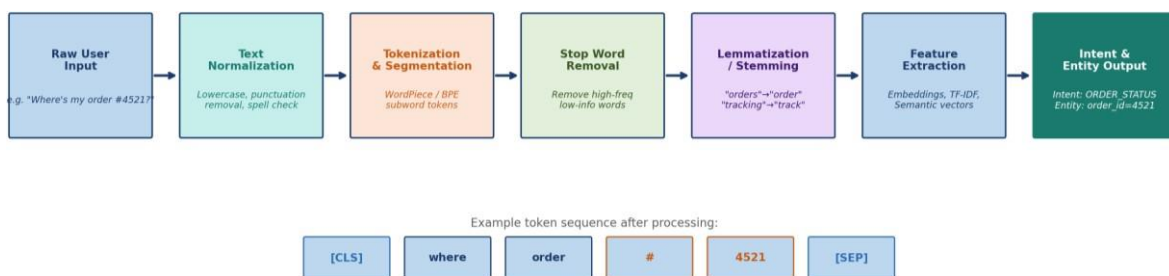 Raw User
Input
e.g. "Where's my order #4521?"
Text
Normalization
Lowercase, punctuation
removal, spell check
Tokenization
& Segmentation
WordPiece / BPE
subword tokens
Stop Word
Removal
Remove high-freq
low-info words
Lemmatization
/ Stemming
"orders"→"order"
"tracking"→"track"
Feature
Extraction
Embeddings, TF-IDF,
Semantic vectors
Intent &
Entity Output
Intent: ORDER_STATUS
Entity: order_id=4521
Example token sequence after processing:
[CLS] where order # 4521 [SEP]